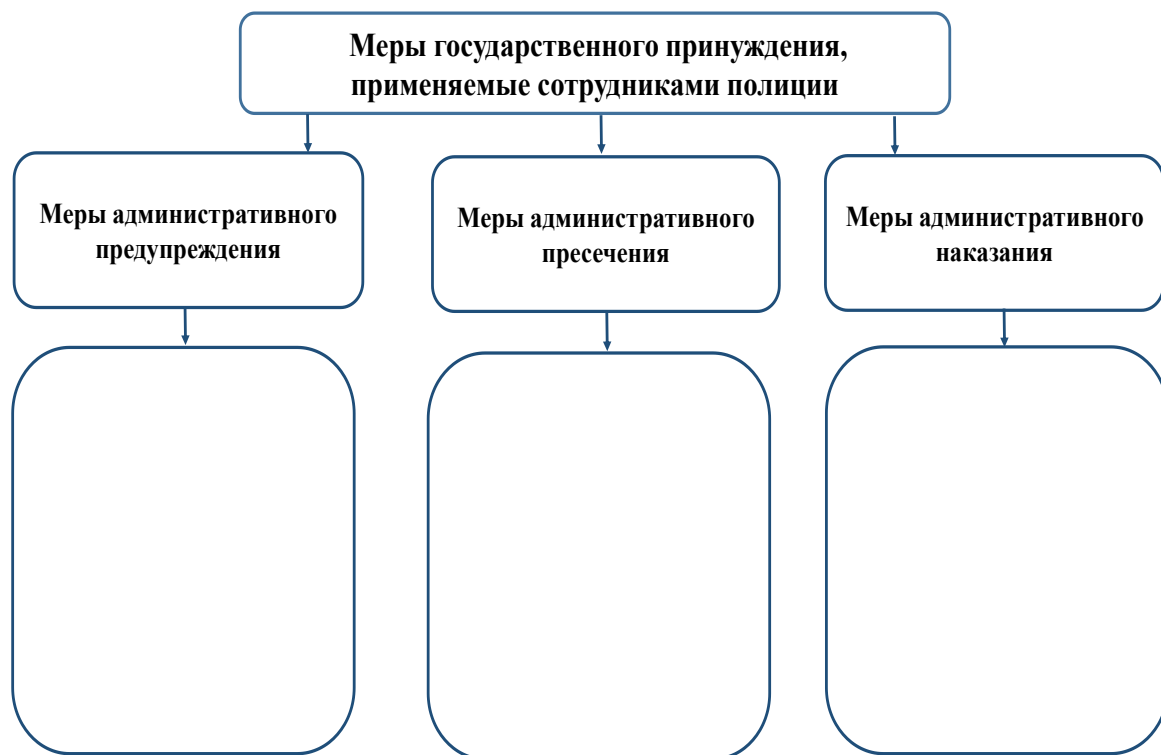 Меры государственного принуждения,
применяемые сотрудниками полиции
Меры административного
предупреждения
Меры административного
пресечения
Меры административного
наказания